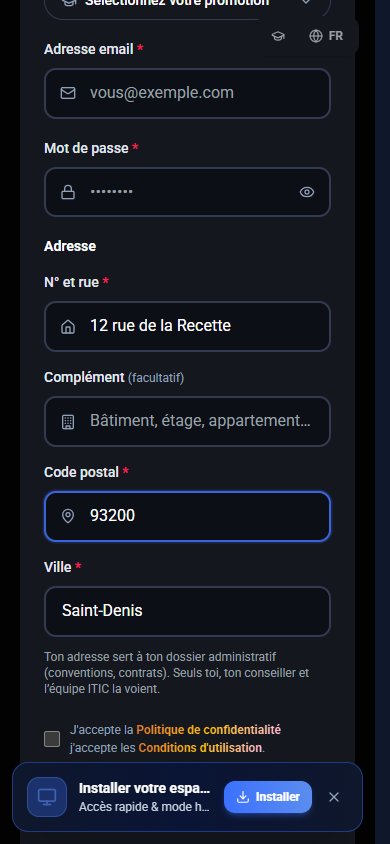 Sélectionnez votre promotion
FR
Adresse email *
vous@exemple.com
Mot de passe *
••••••••
Adresse
N° et rue *
12 rue de la Recette
Complément (facultatif)
Bâtiment, étage, appartement…
Code postal *
93200
Ville *
Saint-Denis
Ton adresse sert à ton dossier administratif
(conventions, contrats). Seuls toi, ton conseiller et
l'équipe ITIC la voient.
J'accepte la Politique de confidentialité
j'accepte les Conditions d'utilisation.
Installer votre espa...
Accès rapide & mode h...
Installer